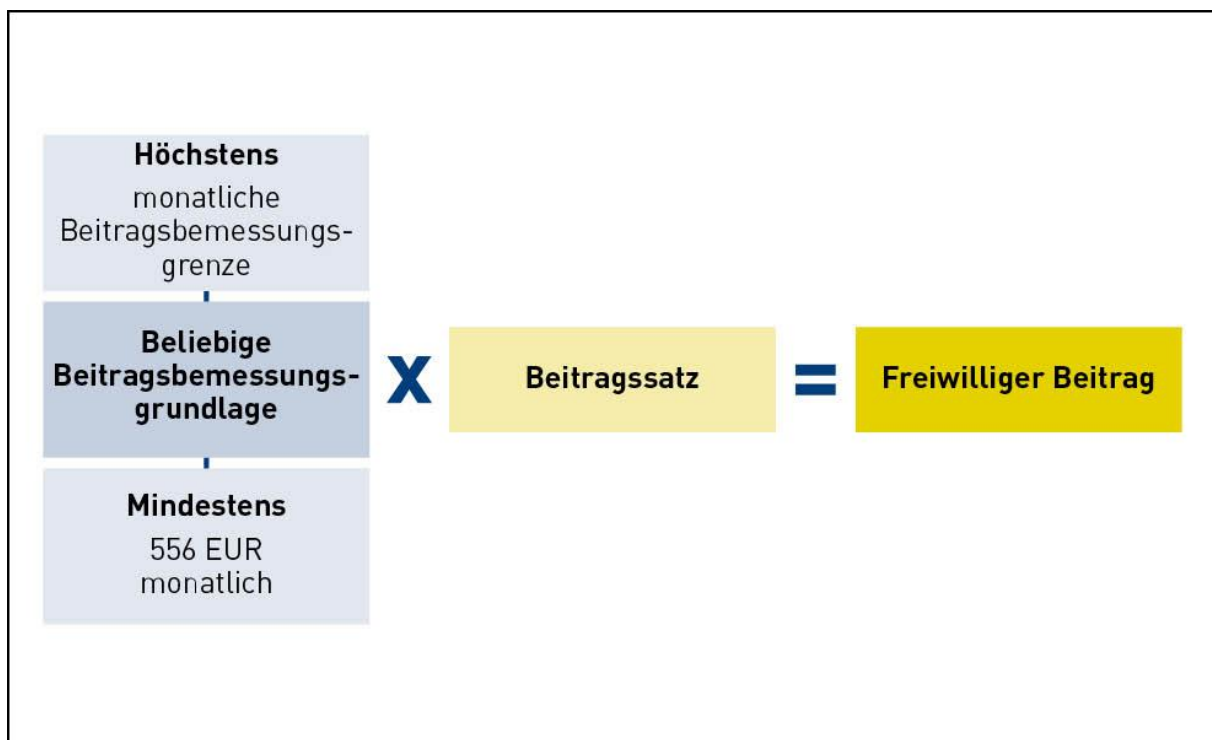 Höchstens
monatliche
Beitragsbemessungs-
grenze
Beliebige
Beitragsbemessungs-
grundlage
X
Beitragssatz
=
Freiwilliger Beitrag
Mindestens
556 EUR
monatlich